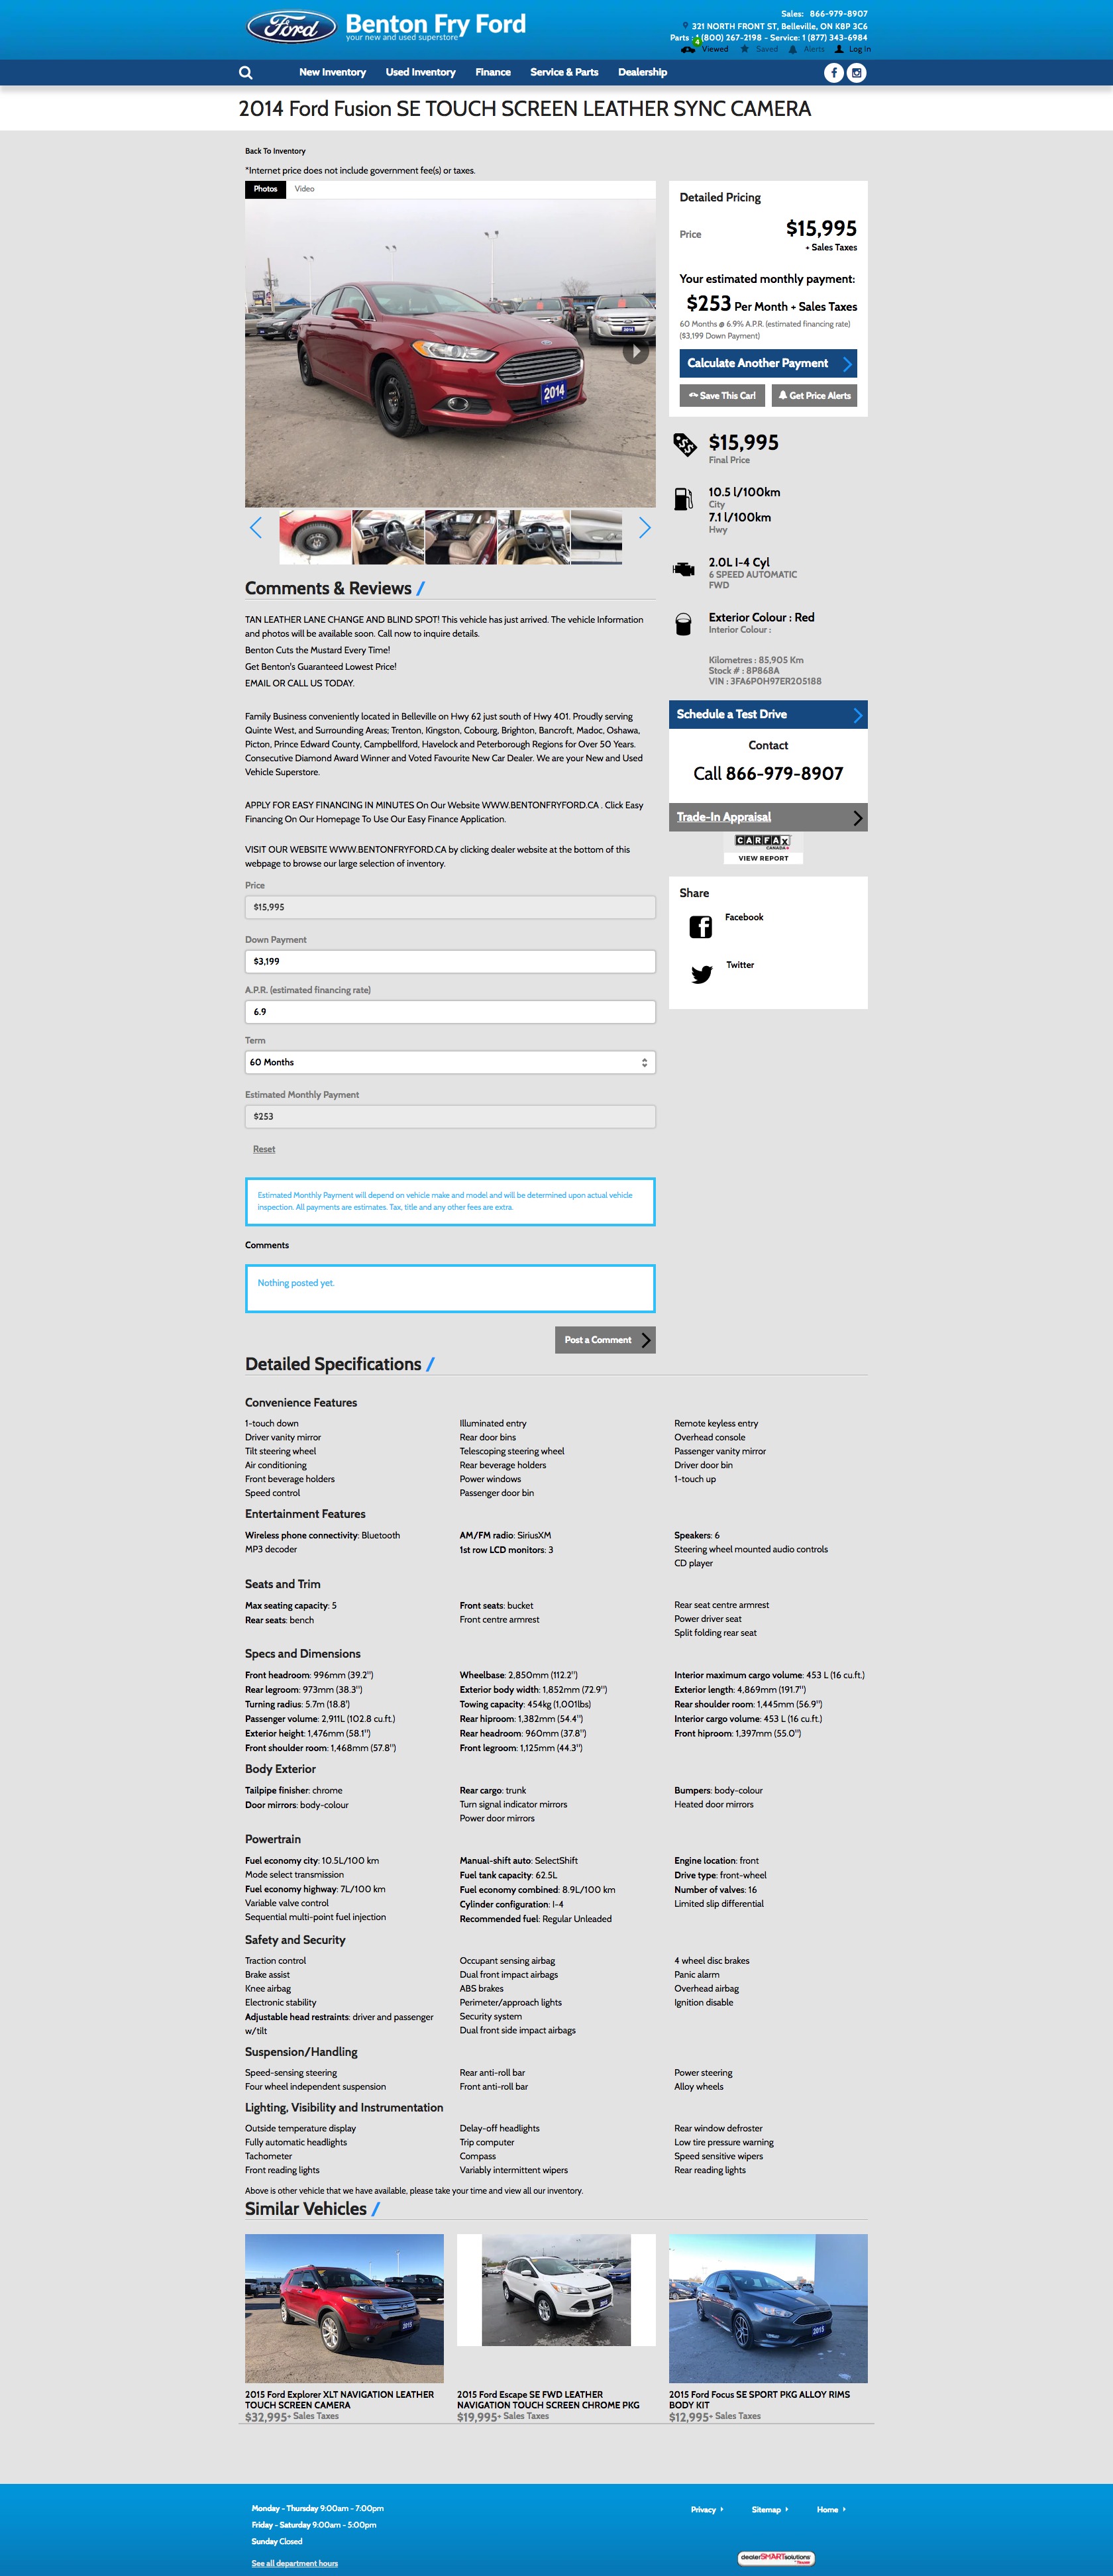 Ford
Benton Fry Ford
your new and used superstore
Sales: 866-979-8907
321 NORTH FRONT ST, Belleville, ON K8P 3C6
Parts : 1 (800) 267-2198 - Service: 1 (877) 343-6984
Viewed Saved Alerts Log in
New Inventory Used Inventory Finance Service & Parts Dealership
2014 Ford Fusion SE TOUCH SCREEN LEATHER SYNC CAMERA
Back To Inventory
*Internet price does not include government fee(s) or taxes.
Photos Video
2014
Detailed Pricing
Price $15,995
+ Sales Taxes
Your estimated monthly payment:
$253 Per Month + Sales Taxes
60 Months @ 6.9% A.P.R. (estimated financing rate)
($3,199 Down Payment)
Calculate Another Payment
Save This Car! Get Price Alerts
$15,995
Final Price
10.5 l/100km
City
7.1 l/100km
Hwy
2.0L I-4 Cyl
6 SPEED AUTOMATIC
FWD
Exterior Colour : Red
Interior Colour :
Kilometres : 85,905 Km
Stock # : 8P868A
VIN : 3FA6P0H97ER205188
Schedule a Test Drive
Contact
Call 866-979-8907
Trade-In Appraisal
CARFAX
CANADA
VIEW REPORT
Share
Facebook
Twitter
Comments & Reviews /
TAN LEATHER LANE CHANGE AND BLIND SPOT! This vehicle has just arrived. The vehicle Information
and photos will be available soon. Call now to inquire details.
Benton Cuts the Mustard Every Time!
Get Benton's Guaranteed Lowest Price!
EMAIL OR CALL US TODAY.
Family Business conveniently located in Belleville on Hwy 62 just south of Hwy 401. Proudly serving
Quinte West, and Surrounding Areas; Trenton, Kingston, Cobourg, Brighton, Bancroft, Madoc, Oshawa,
Picton, Prince Edward County, Campbellford, Havelock and Peterborough Regions for Over 50 Years.
Consecutive Diamond Award Winner and Voted Favourite New Car Dealer. We are your New and Used
Vehicle Superstore.
APPLY FOR EASY FINANCING IN MINUTES On Our Website WWW.BENTONFRYFORD.CA . Click Easy
Financing On Our Homepage To Use Our Easy Finance Application.
VISIT OUR WEBSITE WWW.BENTONFRYFORD.CA by clicking dealer website at the bottom of this
webpage to browse our large selection of inventory.
Price
$15,995
Down Payment
$3,199
A.P.R. (estimated financing rate)
6.9
Term
60 Months
Estimated Monthly Payment
$253
Reset
Estimated Monthly Payment will depend on vehicle make and model and will be determined upon actual vehicle
inspection. All payments are estimates. Tax, title and any other fees are extra.
Comments
Nothing posted yet.
Post a Comment
Detailed Specifications /
Convenience Features
1-touch down Illuminated entry Remote keyless entry
Driver vanity mirror Rear door bins Overhead console
Tilt steering wheel Telescoping steering wheel Passenger vanity mirror
Air conditioning Rear beverage holders Driver door bin
Front beverage holders Power windows 1-touch up
Speed control Passenger door bin
Entertainment Features
Wireless phone connectivity: Bluetooth AM/FM radio: SiriusXM Speakers: 6
MP3 decoder 1st row LCD monitors: 3 Steering wheel mounted audio controls
CD player
Seats and Trim
Max seating capacity: 5 Front seats: bucket Rear seat centre armrest
Rear seats: bench Front centre armrest Power driver seat
Split folding rear seat
Specs and Dimensions
Front headroom: 996mm (39.2") Wheelbase: 2,850mm (112.2") Interior maximum cargo volume: 453 L (16 cu.ft.)
Rear legroom: 973mm (38.3") Exterior body width: 1,852mm (72.9") Exterior length: 4,869mm (191.7")
Turning radius: 5.7m (18.8') Towing capacity: 454kg (1,001lbs) Rear shoulder room: 1,445mm (56.9")
Passenger volume: 2,911L (102.8 cu.ft.) Rear hiproom: 1,382mm (54.4") Interior cargo volume: 453 L (16 cu.ft.)
Exterior height: 1,476mm (58.1") Rear headroom: 960mm (37.8") Front hiproom: 1,397mm (55.0")
Front shoulder room: 1,468mm (57.8") Front legroom: 1,125mm (44.3")
Body Exterior
Tailpipe finisher: chrome Rear cargo: trunk Bumpers: body-colour
Door mirrors: body-colour Turn signal indicator mirrors Heated door mirrors
Power door mirrors
Powertrain
Fuel economy city: 10.5L/100 km Manual-shift auto: SelectShift Engine location: front
Mode select transmission Fuel tank capacity: 62.5L Drive type: front-wheel
Fuel economy highway: 7L/100 km Fuel economy combined: 8.9L/100 km Number of valves: 16
Variable valve control Cylinder configuration: I-4 Limited slip differential
Sequential multi-point fuel injection Recommended fuel: Regular Unleaded
Safety and Security
Traction control Occupant sensing airbag 4 wheel disc brakes
Brake assist Dual front impact airbags Panic alarm
Knee airbag ABS brakes Overhead airbag
Electronic stability Perimeter/approach lights Ignition disable
Adjustable head restraints: driver and passenger Security system
w/tilt Dual front side impact airbags
Suspension/Handling
Speed-sensing steering Rear anti-roll bar Power steering
Four wheel independent suspension Front anti-roll bar Alloy wheels
Lighting, Visibility and Instrumentation
Outside temperature display Delay-off headlights Rear window defroster
Fully automatic headlights Trip computer Low tire pressure warning
Tachometer Compass Speed sensitive wipers
Front reading lights Variably intermittent wipers Rear reading lights
Above is other vehicle that we have available, please take your time and view all our inventory.
Similar Vehicles /
2015 Ford Explorer XLT NAVIGATION LEATHER
TOUCH SCREEN CAMERA
$32,995+ Sales Taxes
2015 Ford Escape SE FWD LEATHER
NAVIGATION TOUCH SCREEN CHROME PKG
$19,995+ Sales Taxes
2015
2015 Ford Focus SE SPORT PKG ALLOY RIMS
BODY KIT
$12,995+ Sales Taxes
Monday - Thursday 9:00am - 7:00pm
Friday - Saturday 9:00am - 5:00pm
Sunday Closed
See all department hours
Privacy Sitemap Home
dealerSMARTsolutions